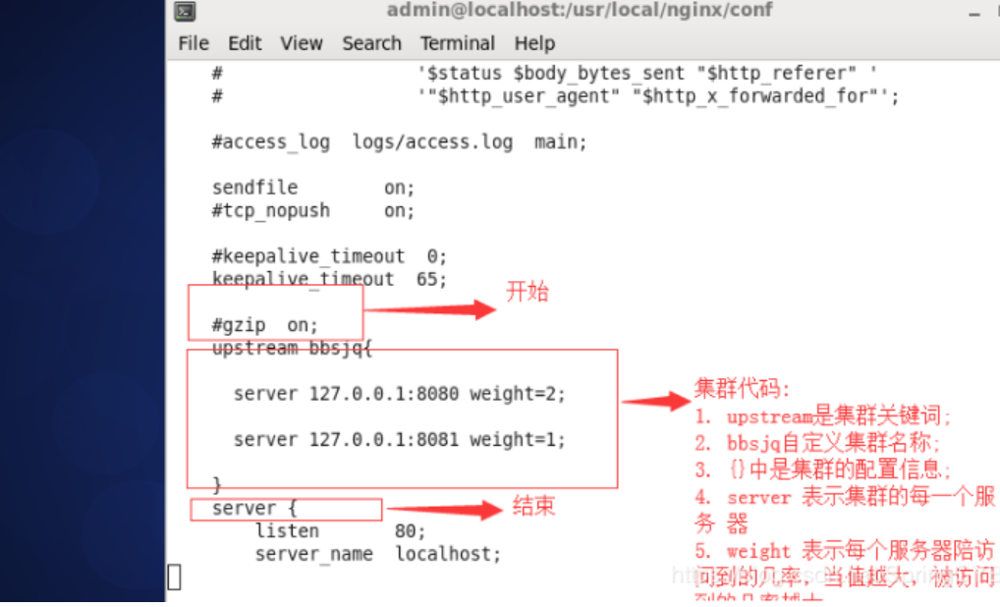 admin@localhost:/usr/local/nginx/conf
File Edit View Search Terminal Help
# '$status $body_bytes_sent "$http_referer" '
# '"$http_user_agent" "$http_x_forwarded_for"';
#access_log logs/access.log main;
sendfile on;
#tcp_nopush on;
#keepalive_timeout 0;
keepalive_timeout 65;
开始
#gzip on;
upstream bbsjq{
server 127.0.0.1:8080 weight=2;
server 127.0.0.1:8081 weight=1;
}
server {
结束
listen 80;
server_name localhost;
集群代码:
1. upstream是集群关键词;
2. bbsjq自定义集群名称;
3. {}中是集群的配置信息;
4. server 表示集群的每一个服
务 器
5. weight 表示每个服务器陪访
问到的几率, 当值越大, 被访问
到的几率越大